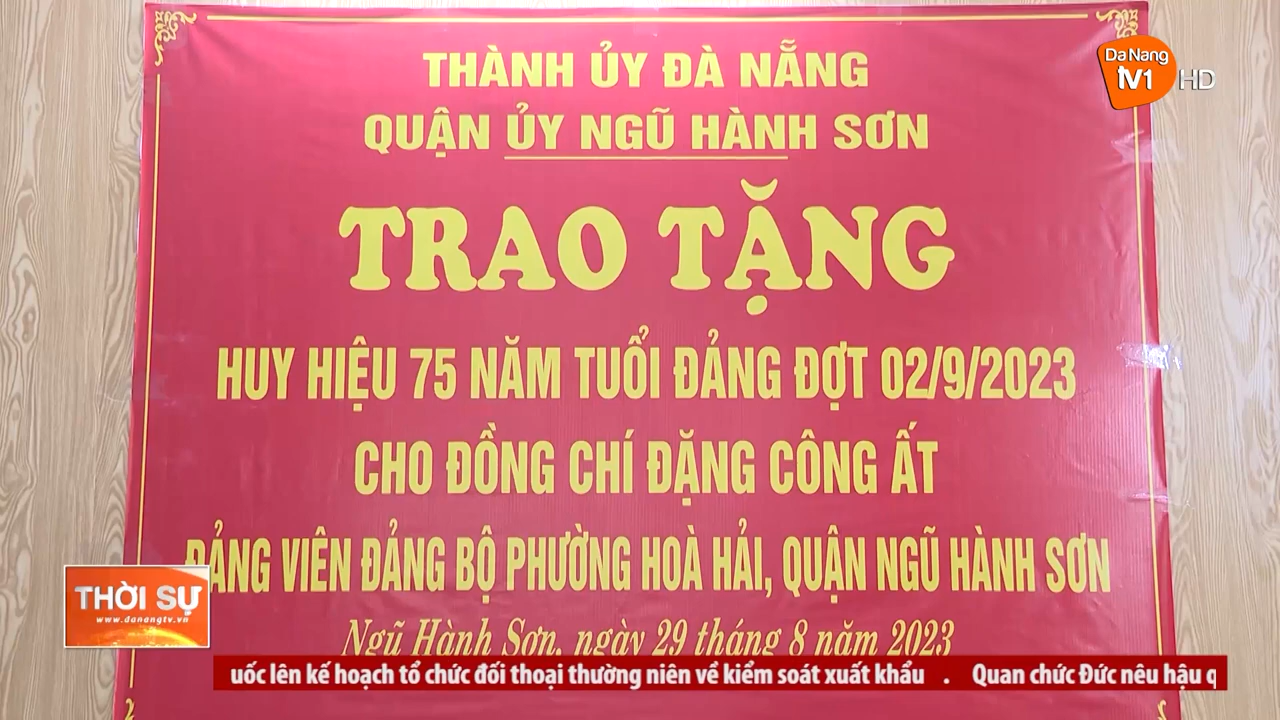 THÀNH ỦY ĐÀ NẴNG
DaNang
tv1 HD
QUẬN ỦY NGŨ HÀNH SƠN
TRAO TẶNG
HUY HIỆU 75 NĂM TUỔI ĐẢNG ĐỢT 02/9/2023
CHO ĐỒNG CHÍ ĐẶNG CÔNG ẤT
ĐẢNG VIÊN ĐẢNG BỘ PHƯỜNG HOÀ HẢI, QUẬN NGŨ HÀNH SƠN
THỜI SỰ
www.danangtv.vn
Ngũ Hành Sơn, ngày 29 tháng 8 năm 2023
uốc lên kế hoạch tổ chức đối thoại thường niên về kiểm soát xuất khẩu . Quan chức Đức nêu hậu q